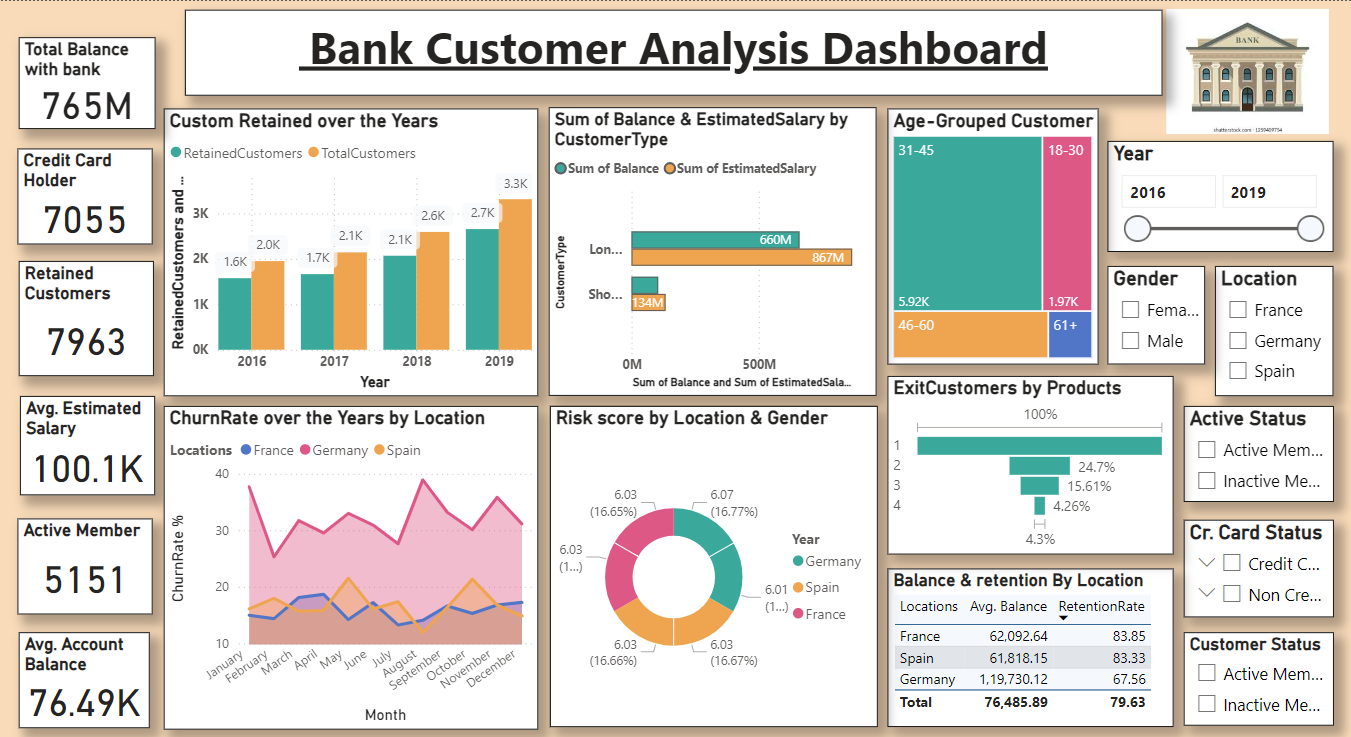 Bank Customer Analysis Dashboard
BANK
shutterstock.com · 1259409754
Total Balance
with bank
765M
Credit Card
Holder
7055
Retained
Customers
7963
Avg. Estimated
Salary
100.1K
Active Member
5151
Avg. Account
Balance
76.49K
Custom Retained over the Years
RetainedCustomers TotalCustomers
RetainedCustomers and ...
3K
2K
1K
0K
1.6K
2.0K
1.7K
2.1K
2.1K
2.6K
2.7K
3.3K
2016 2017 2018 2019
Year
Sum of Balance & EstimatedSalary by
CustomerType
Sum of Balance Sum of EstimatedSalary
CustomerType
Lon...
660M
867M
Sho...
134M
0M 500M
Sum of Balance and Sum of EstimatedSala...
Age-Grouped Customer
31-45
5.92K
18-30
1.97K
46-60
61+
Year
2016 2019
Gender
Fema...
Male
Location
France
Germany
Spain
ChurnRate over the Years by Location
Locations France Germany Spain
ChurnRate %
40
30
20
10
January
February
March
April
May
June
July
August
September
October
November
December
Month
Risk score by Location & Gender
6.03
(16.65%)
6.07
(16.77%)
6.03
(1...)
6.01
(1...)
6.03
(16.66%)
6.03
(16.67%)
Year
Germany
Spain
France
ExitCustomers by Products
100%
1
2 24.7%
3 15.61%
4 4.26%
4.3%
Balance & retention By Location
Locations Avg. Balance RetentionRate
France 62,092.64 83.85
Spain 61,818.15 83.33
Germany 1,19,730.12 67.56
Total 76,485.89 79.63
Active Status
Active Mem...
Inactive Me...
Cr. Card Status
Credit C...
Non Cre...
Customer Status
Active Mem...
Inactive Me...